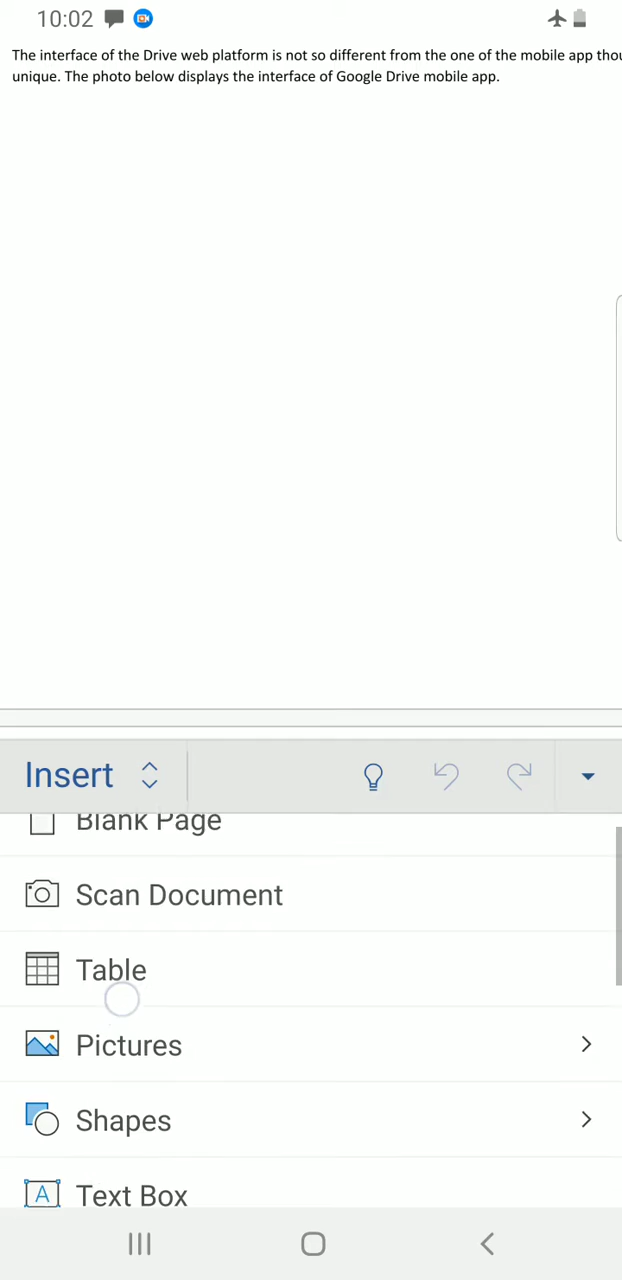 10:02
The interface of the Drive web platform is not so different from the one of the mobile app thou
unique. The photo below displays the interface of Google Drive mobile app.
Insert
Blank Page
Scan Document
Table
Pictures
Shapes
A Text Box